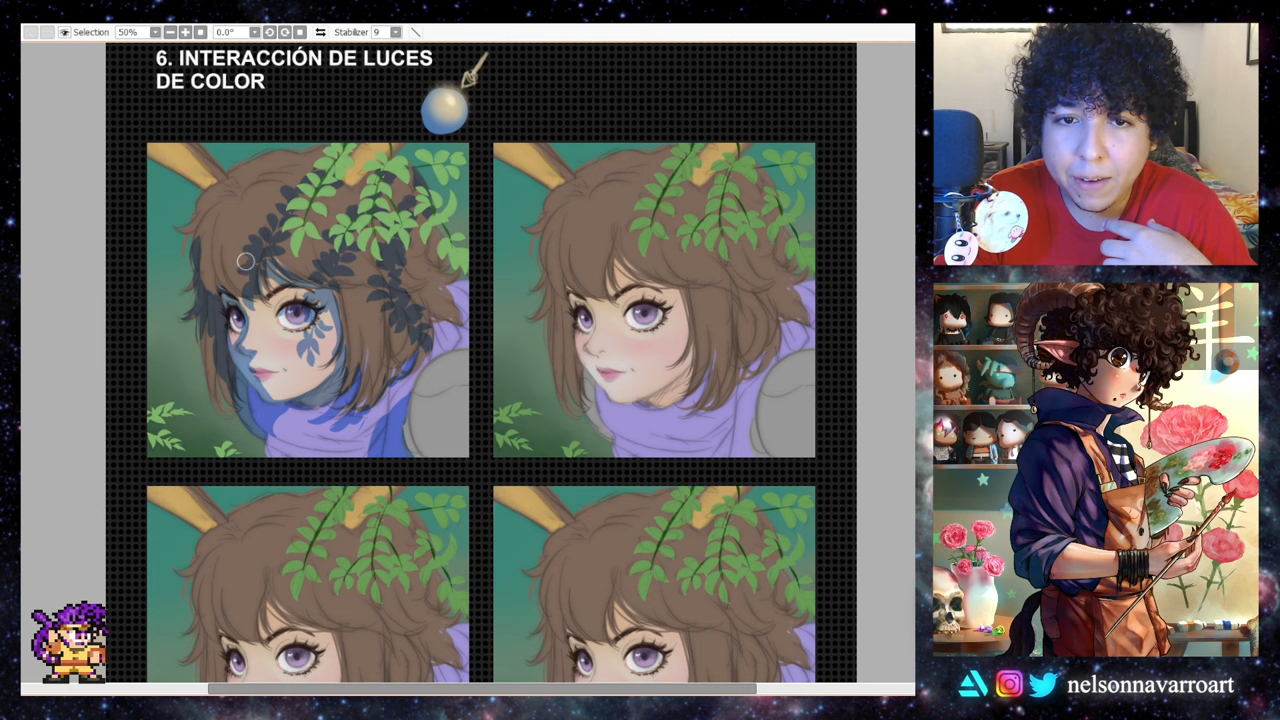 Selection 50% 0.0° Stabilizer 9
6. INTERACCIÓN DE LUCES
DE COLOR
nelsonnavarroart